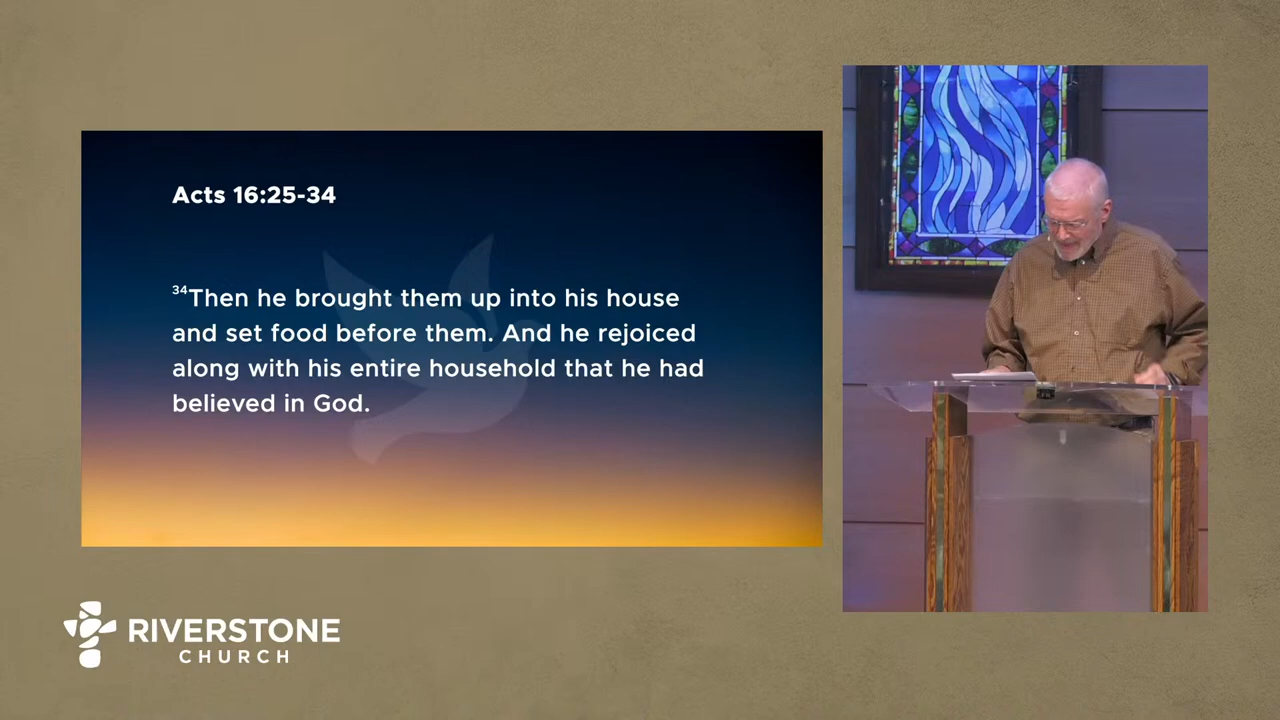 Acts 16:25-34
³⁴Then he brought them up into his house
and set food before them. And he rejoiced
along with his entire household that he had
believed in God.
RIVERSTONE
CHURCH